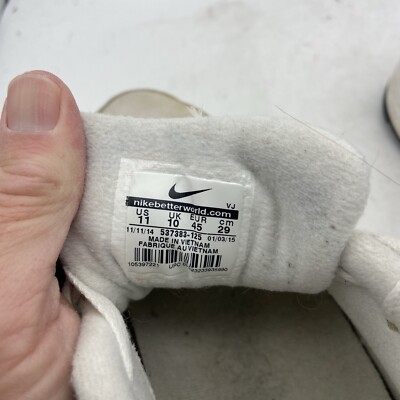 VJ
nikebetterworld.com
US UK EUR cm
11 10 45 29
11/11/14 537383-125 01/03/15
MADE IN VIETNAM
FABRIQUE AU VIETNAM
UPC